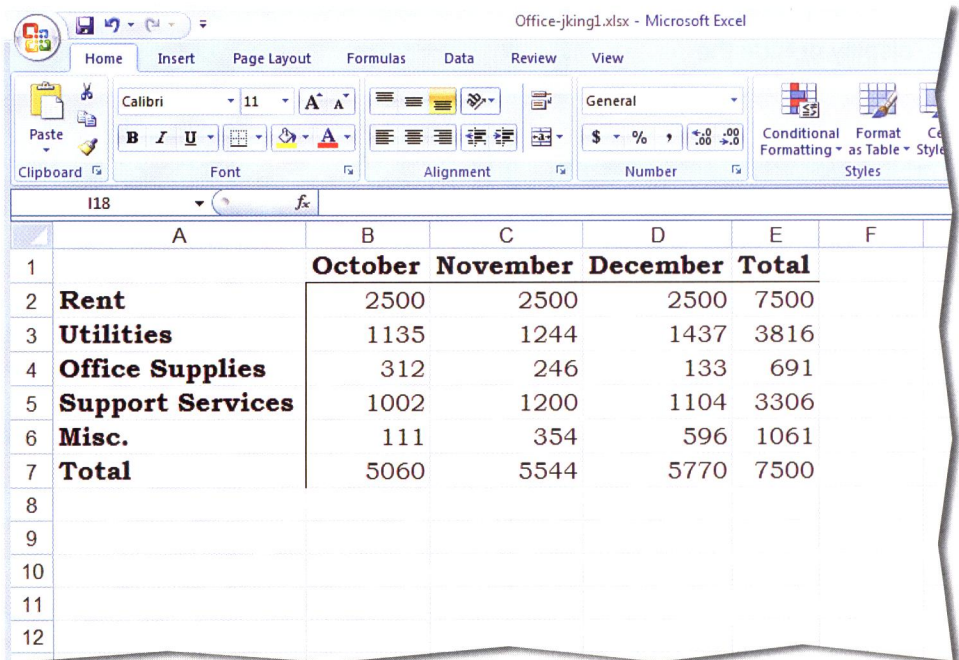 Office-jking1.xlsx - Microsoft Excel
Home Insert Page Layout Formulas Data Review View
Calibri 11 A A General
Paste B I U A $ % , .0 .00 .00 .0 Conditional Formatting Format as Table
Clipboard Font Alignment Number Styles
I18 fx
A B C D E F
1 October November December Total
2 Rent 2500 2500 2500 7500
3 Utilities 1135 1244 1437 3816
4 Office Supplies 312 246 133 691
5 Support Services 1002 1200 1104 3306
6 Misc. 111 354 596 1061
7 Total 5060 5544 5770 7500
8
9
10
11
12